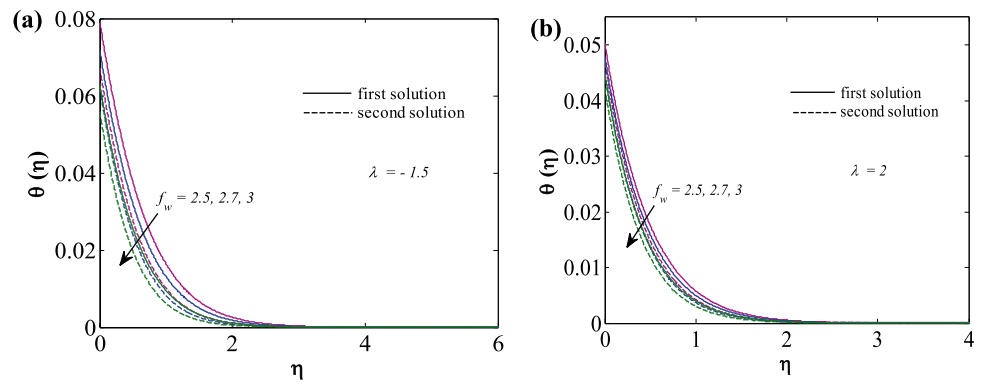 (a)
0.08
0.06
0.04
0.02
0
θ (η)
first solution
second solution
λ = - 1.5
f_w = 2.5, 2.7, 3
0 2 4 6
η
(b)
0.05
0.04
0.03
0.02
0.01
0
θ (η)
first solution
second solution
λ = 2
f_w = 2.5, 2.7, 3
0 1 2 3 4
η